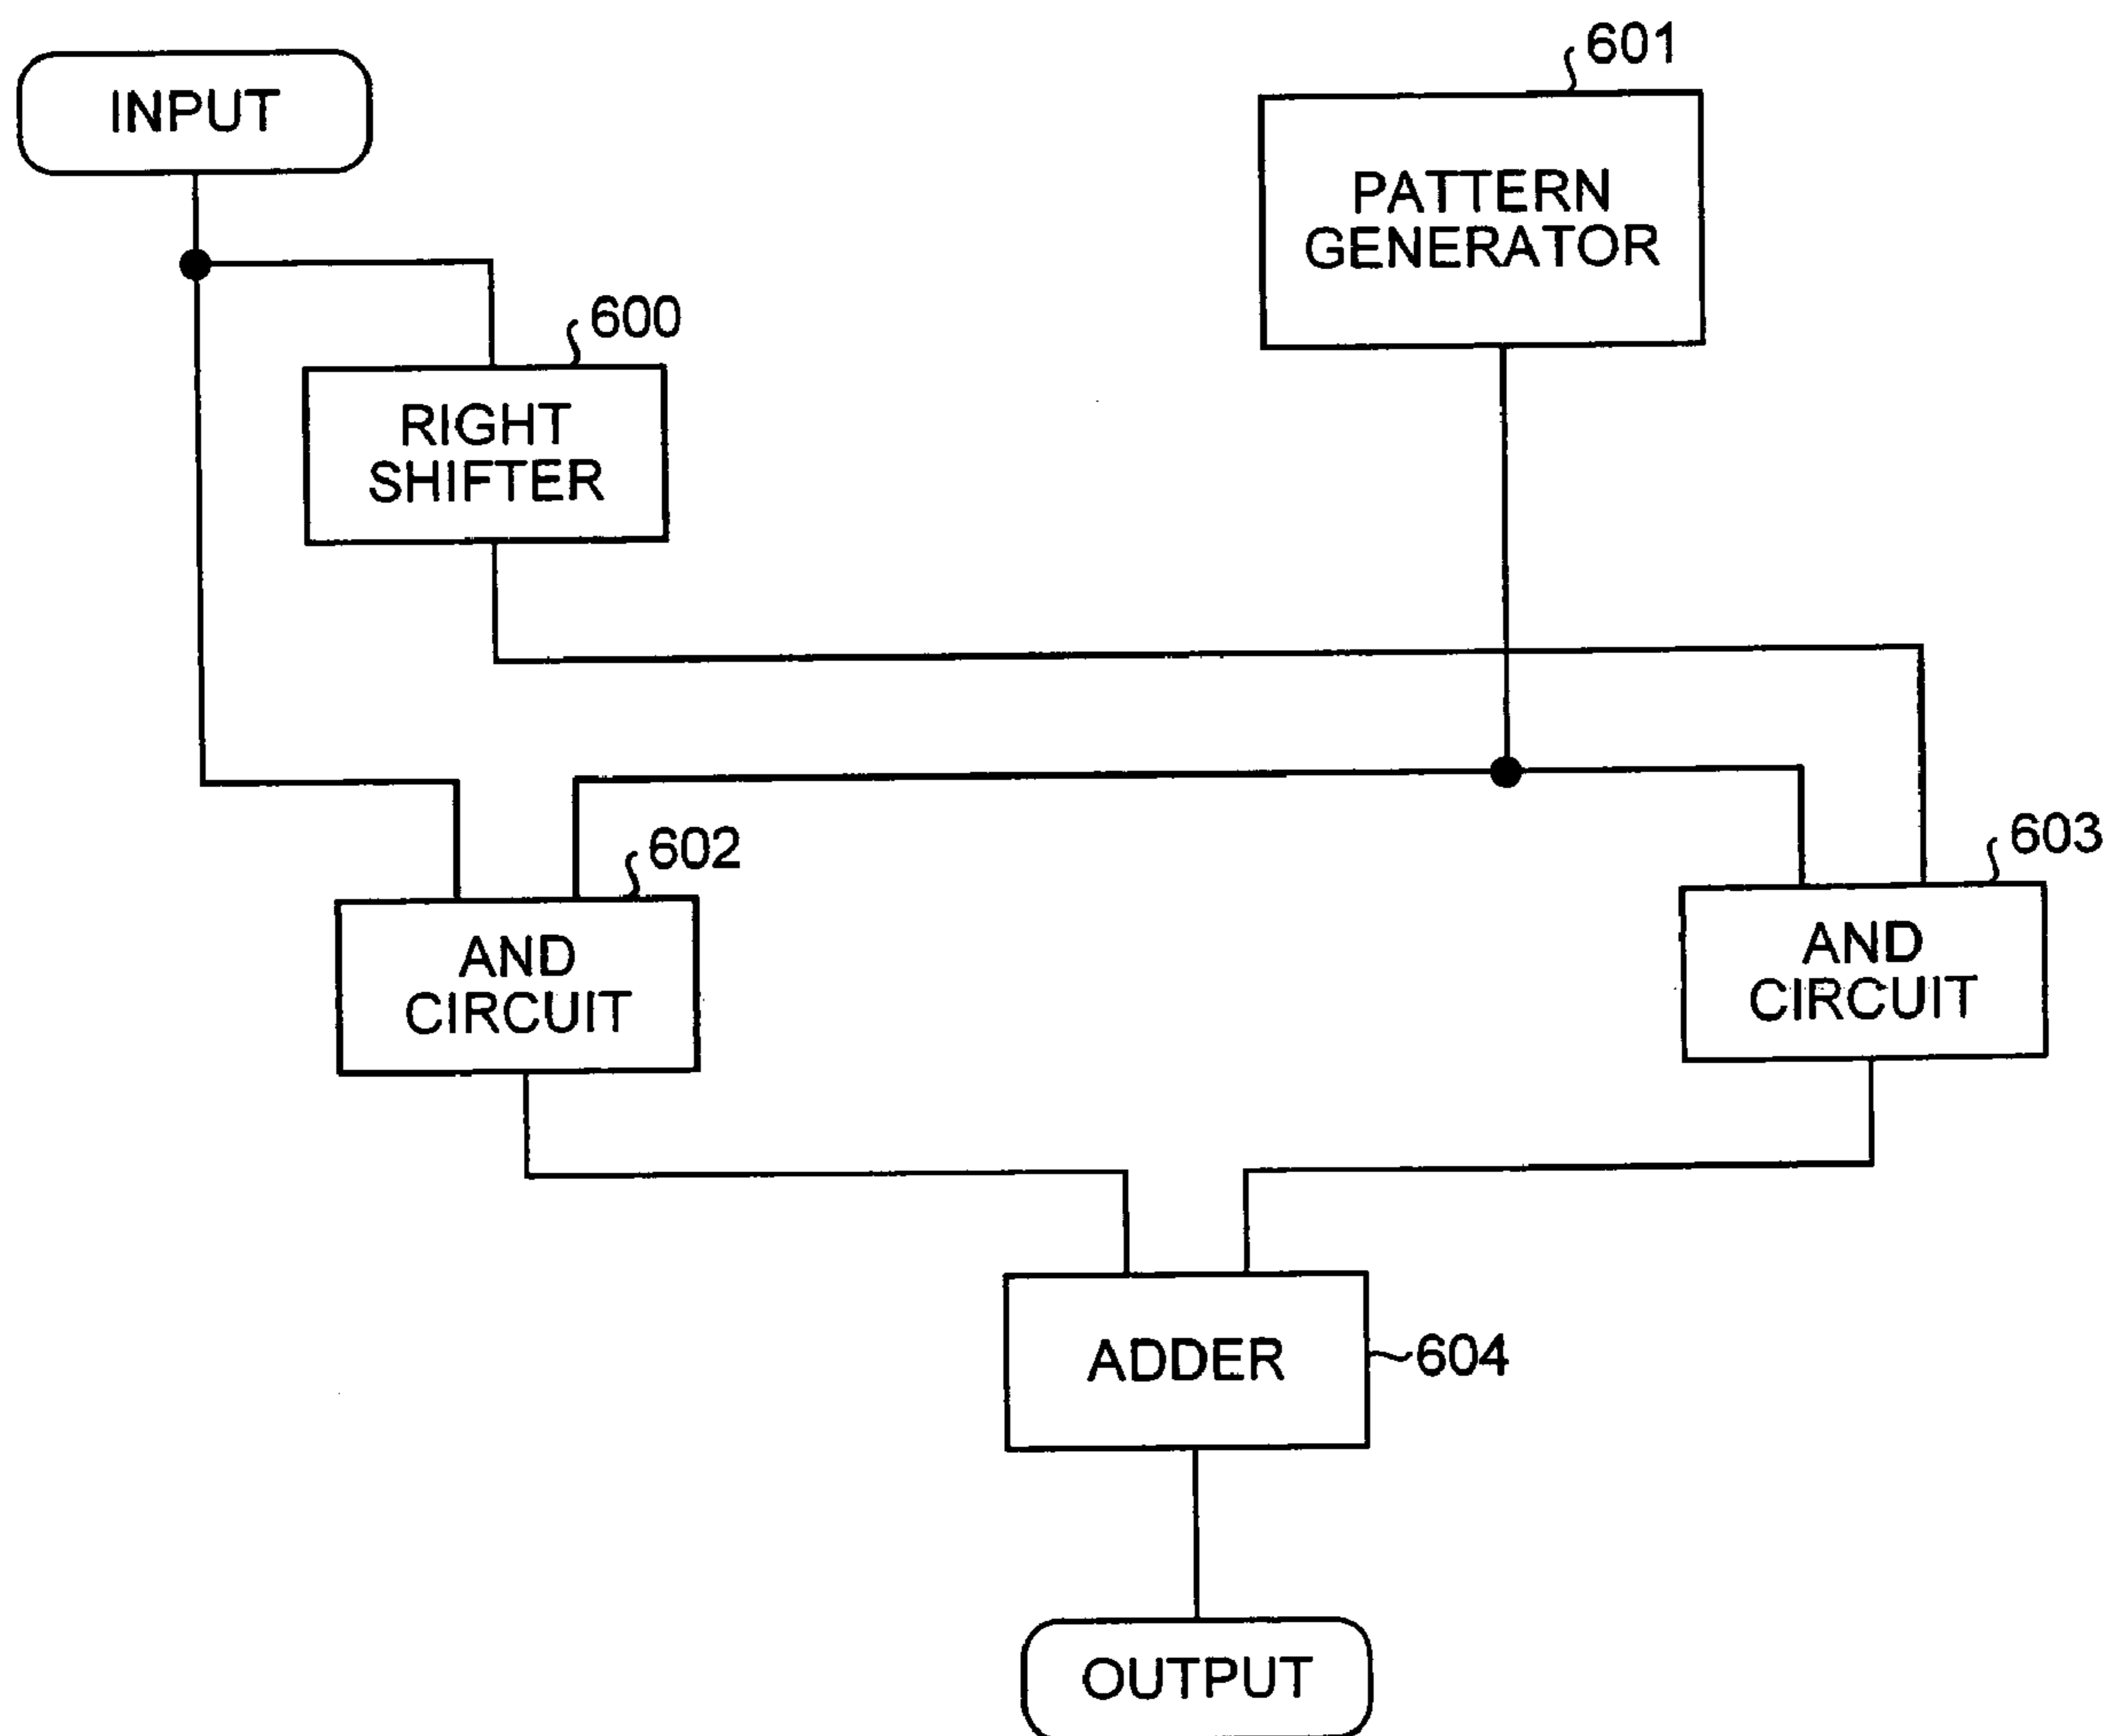 601
INPUT
PATTERN
GENERATOR
600
RIGHT
SHIFTER
602
603
AND
CIRCUIT
AND
CIRCUIT
ADDER
604
OUTPUT